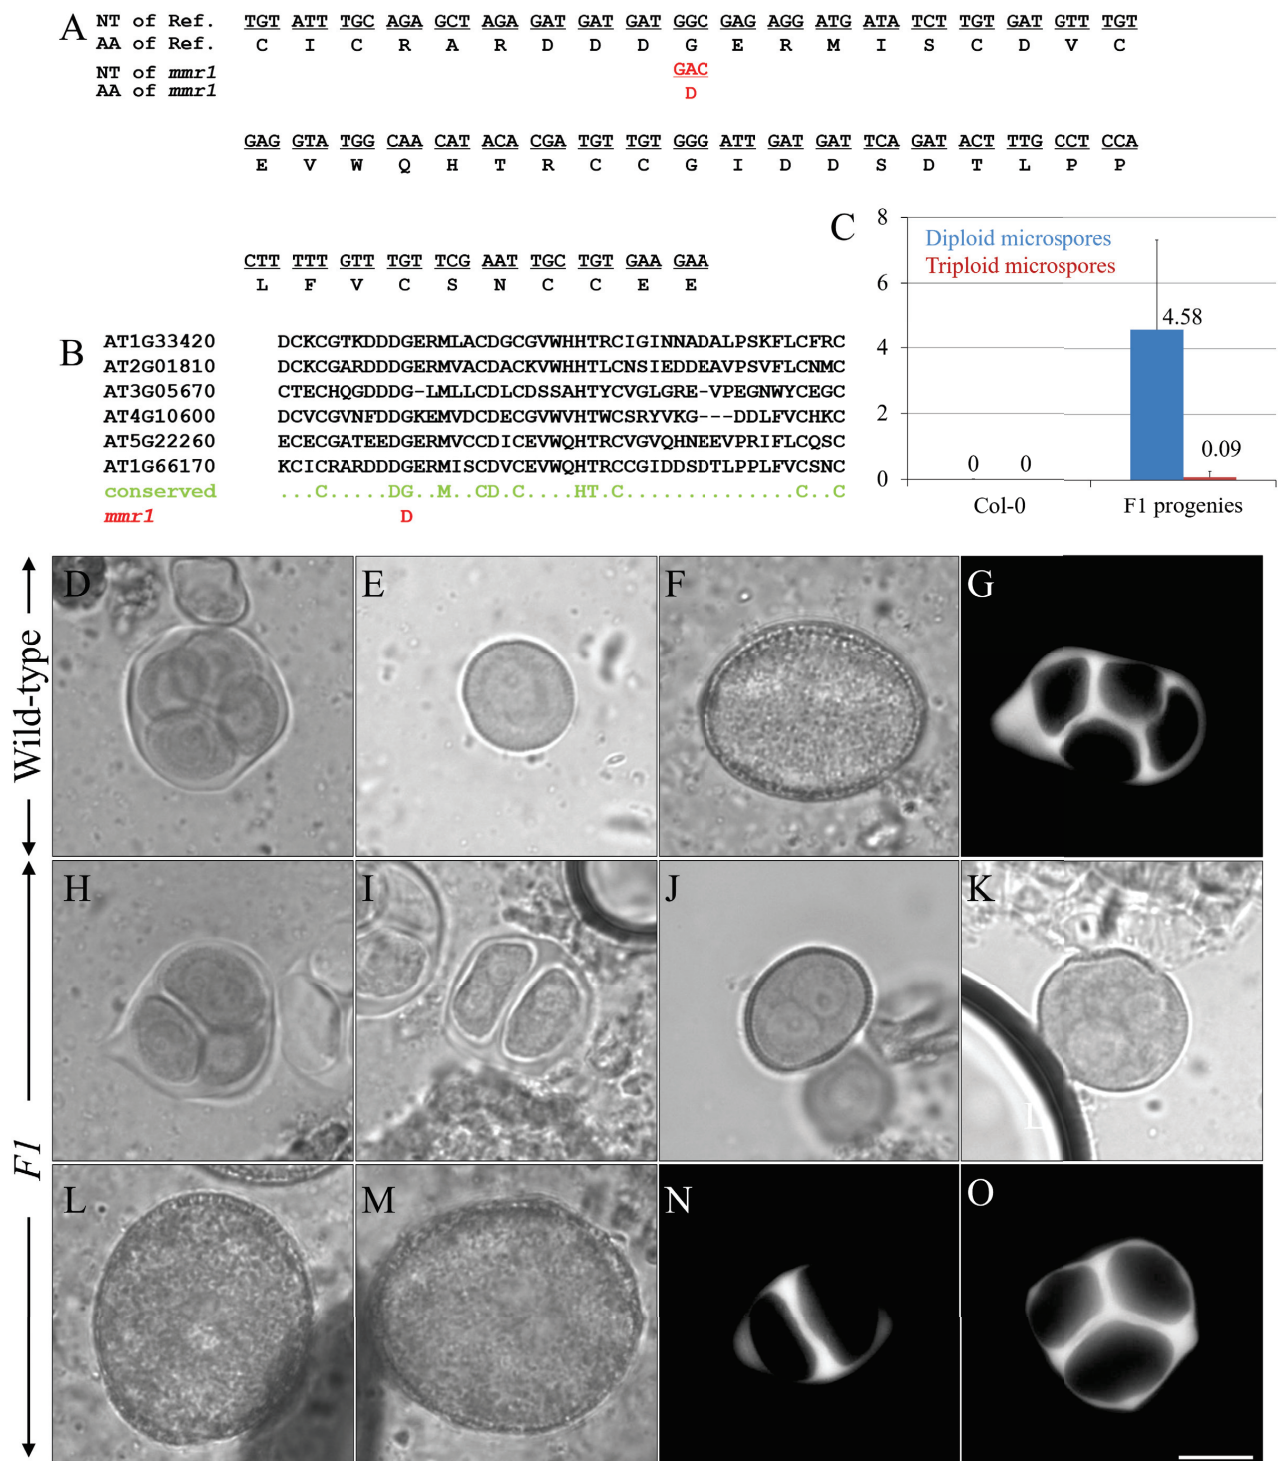 A
NT of Ref. TGT ATT TGC AGA GCT AGA GAT GAT GAT GGC GAG AGG ATG ATA TCT TGT GAT GTT TGT
AA of Ref. C I C R A R D D D G E R M I S C D V C
NT of mmr1 GAC
AA of mmr1 D
GAG GTA TGG CAA CAT ACA CGA TGT TGT GGG ATT GAT GAT TCA GAT ACT TTG CCT CCA
E V W Q H T R C C G I D D S D T L P P
CTT TTT GTT TGT TCG AAT TGC TGT GAA GAA
L F V C S N C C E E
B
AT1G33420 DCKCGTKDDDGERMLACDGCGVWHHTRCIGINNADALPSKFLCFRC
AT2G01810 DCKCGARDDDGERMVACDACKVWHHTLCNSIEDDEAVPSVFLCNMC
AT3G05670 CTECHQGDDDG-LMLLCDLCDSSAHTYCVGLGRE-VPEGNWYCEGC
AT4G10600 DCVCGVNFDDGKEMVDCDECGVWVHTWCSRYVKG---DDLFVCHKC
AT5G22260 ECECGATEEDGERMVCCDICEVWQHTRCVGVQHNEEVPRIFLCQSC
AT1G66170 KCICRARDDDGERMISCDVCEVWQHTRCCGIDDSDTLPPLFVCSNC
conserved ...C.....DG..M..CD.C....HT.C..............C..C
mmr1 D
C
8
6
4
2
0
Diploid microspores
Triploid microspores
0
0
4.58
0.09
Col-0
F1 progenies
Wild-type
D
E
F
G
F1
H
I
J
K
L
L
M
N
O